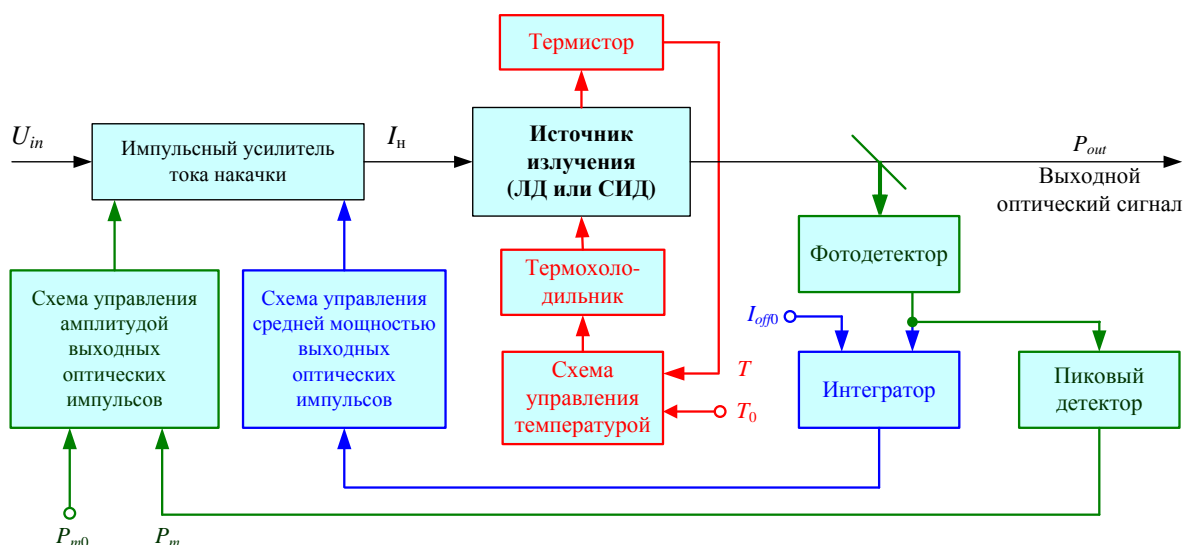 Термистор
U_in
Импульсный усилитель
тока накачки
I_н
Источник
излучения
(ЛД или СИД)
P_out
Выходной
оптический сигнал
Фотодетектор
Термохоло-
дильник
Схема управления
амплитудой
выходных
оптических
импульсов
Схема управления
средней мощностью
выходных
оптических
импульсов
I_off0
Схема
управления
температурой
T
T_0
Интегратор
Пиковый
детектор
P_m0
P_m